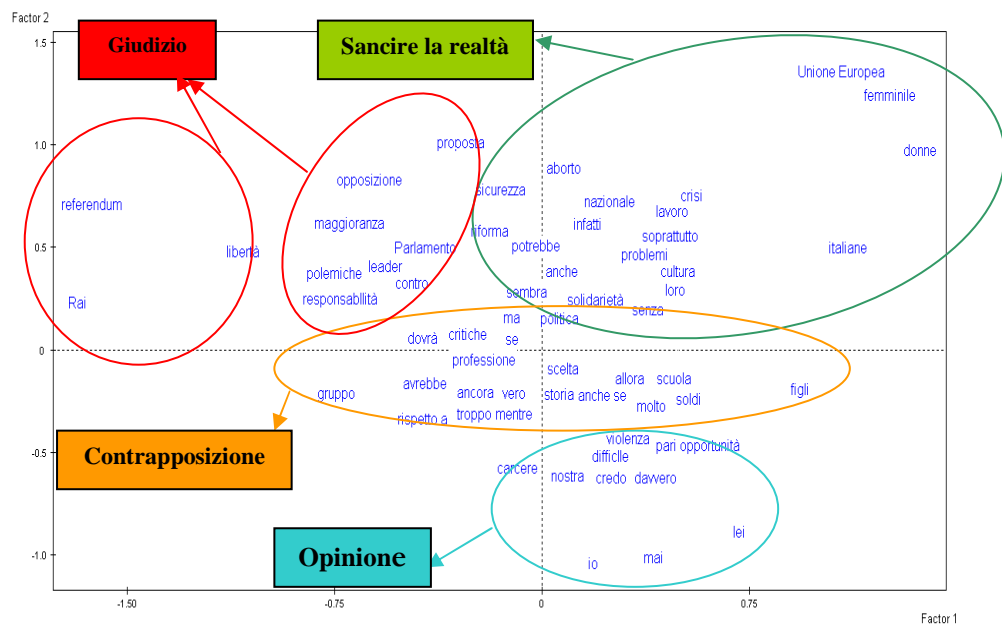 Factor 2
Giudizio
Sancire la realtà
1.5
Unione Europea
femminile
1.0
proposta
donne
aborto
opposizione
sicurezza
crisi
referendum
nazionale
lavoro
maggioranza
infatti
riforma
soprattutto
0.5
libertà
Parlamento
potrebbe
italiane
problemi
leader
polemiche
anche
cultura
contro
loro
sembra
Rai
responsabilità
solidarietà
senza
ma
politica
dovrà
critiche
se
0
professione
scelta
allora
scuola
avrebbe
figli
gruppo
ancora
vero
storia
anche se
soldi
molto
rispetto a
troppo
mentre
violenza
pari opportunità
-0.5
Contrapposizione
difficile
carcere
nostra
credo
davvero
lei
-1.0
Opinione
io
mai
-1.50
-0.75
0
0.75
Factor 1